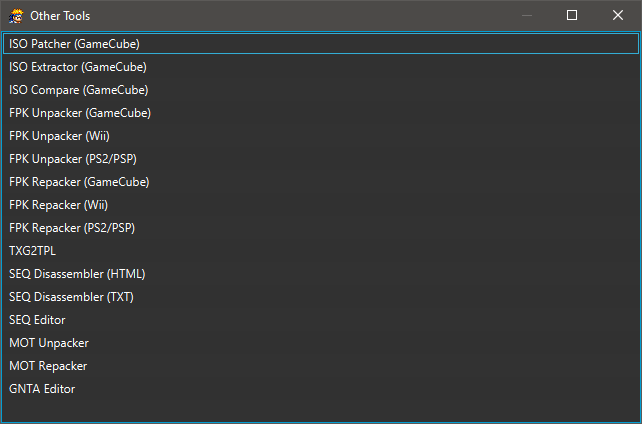 Other Tools
ISO Patcher (GameCube)
ISO Extractor (GameCube)
ISO Compare (GameCube)
FPK Unpacker (GameCube)
FPK Unpacker (Wii)
FPK Unpacker (PS2/PSP)
FPK Repacker (GameCube)
FPK Repacker (Wii)
FPK Repacker (PS2/PSP)
TXG2TPL
SEQ Disassembler (HTML)
SEQ Disassembler (TXT)
SEQ Editor
MOT Unpacker
MOT Repacker
GNTA Editor